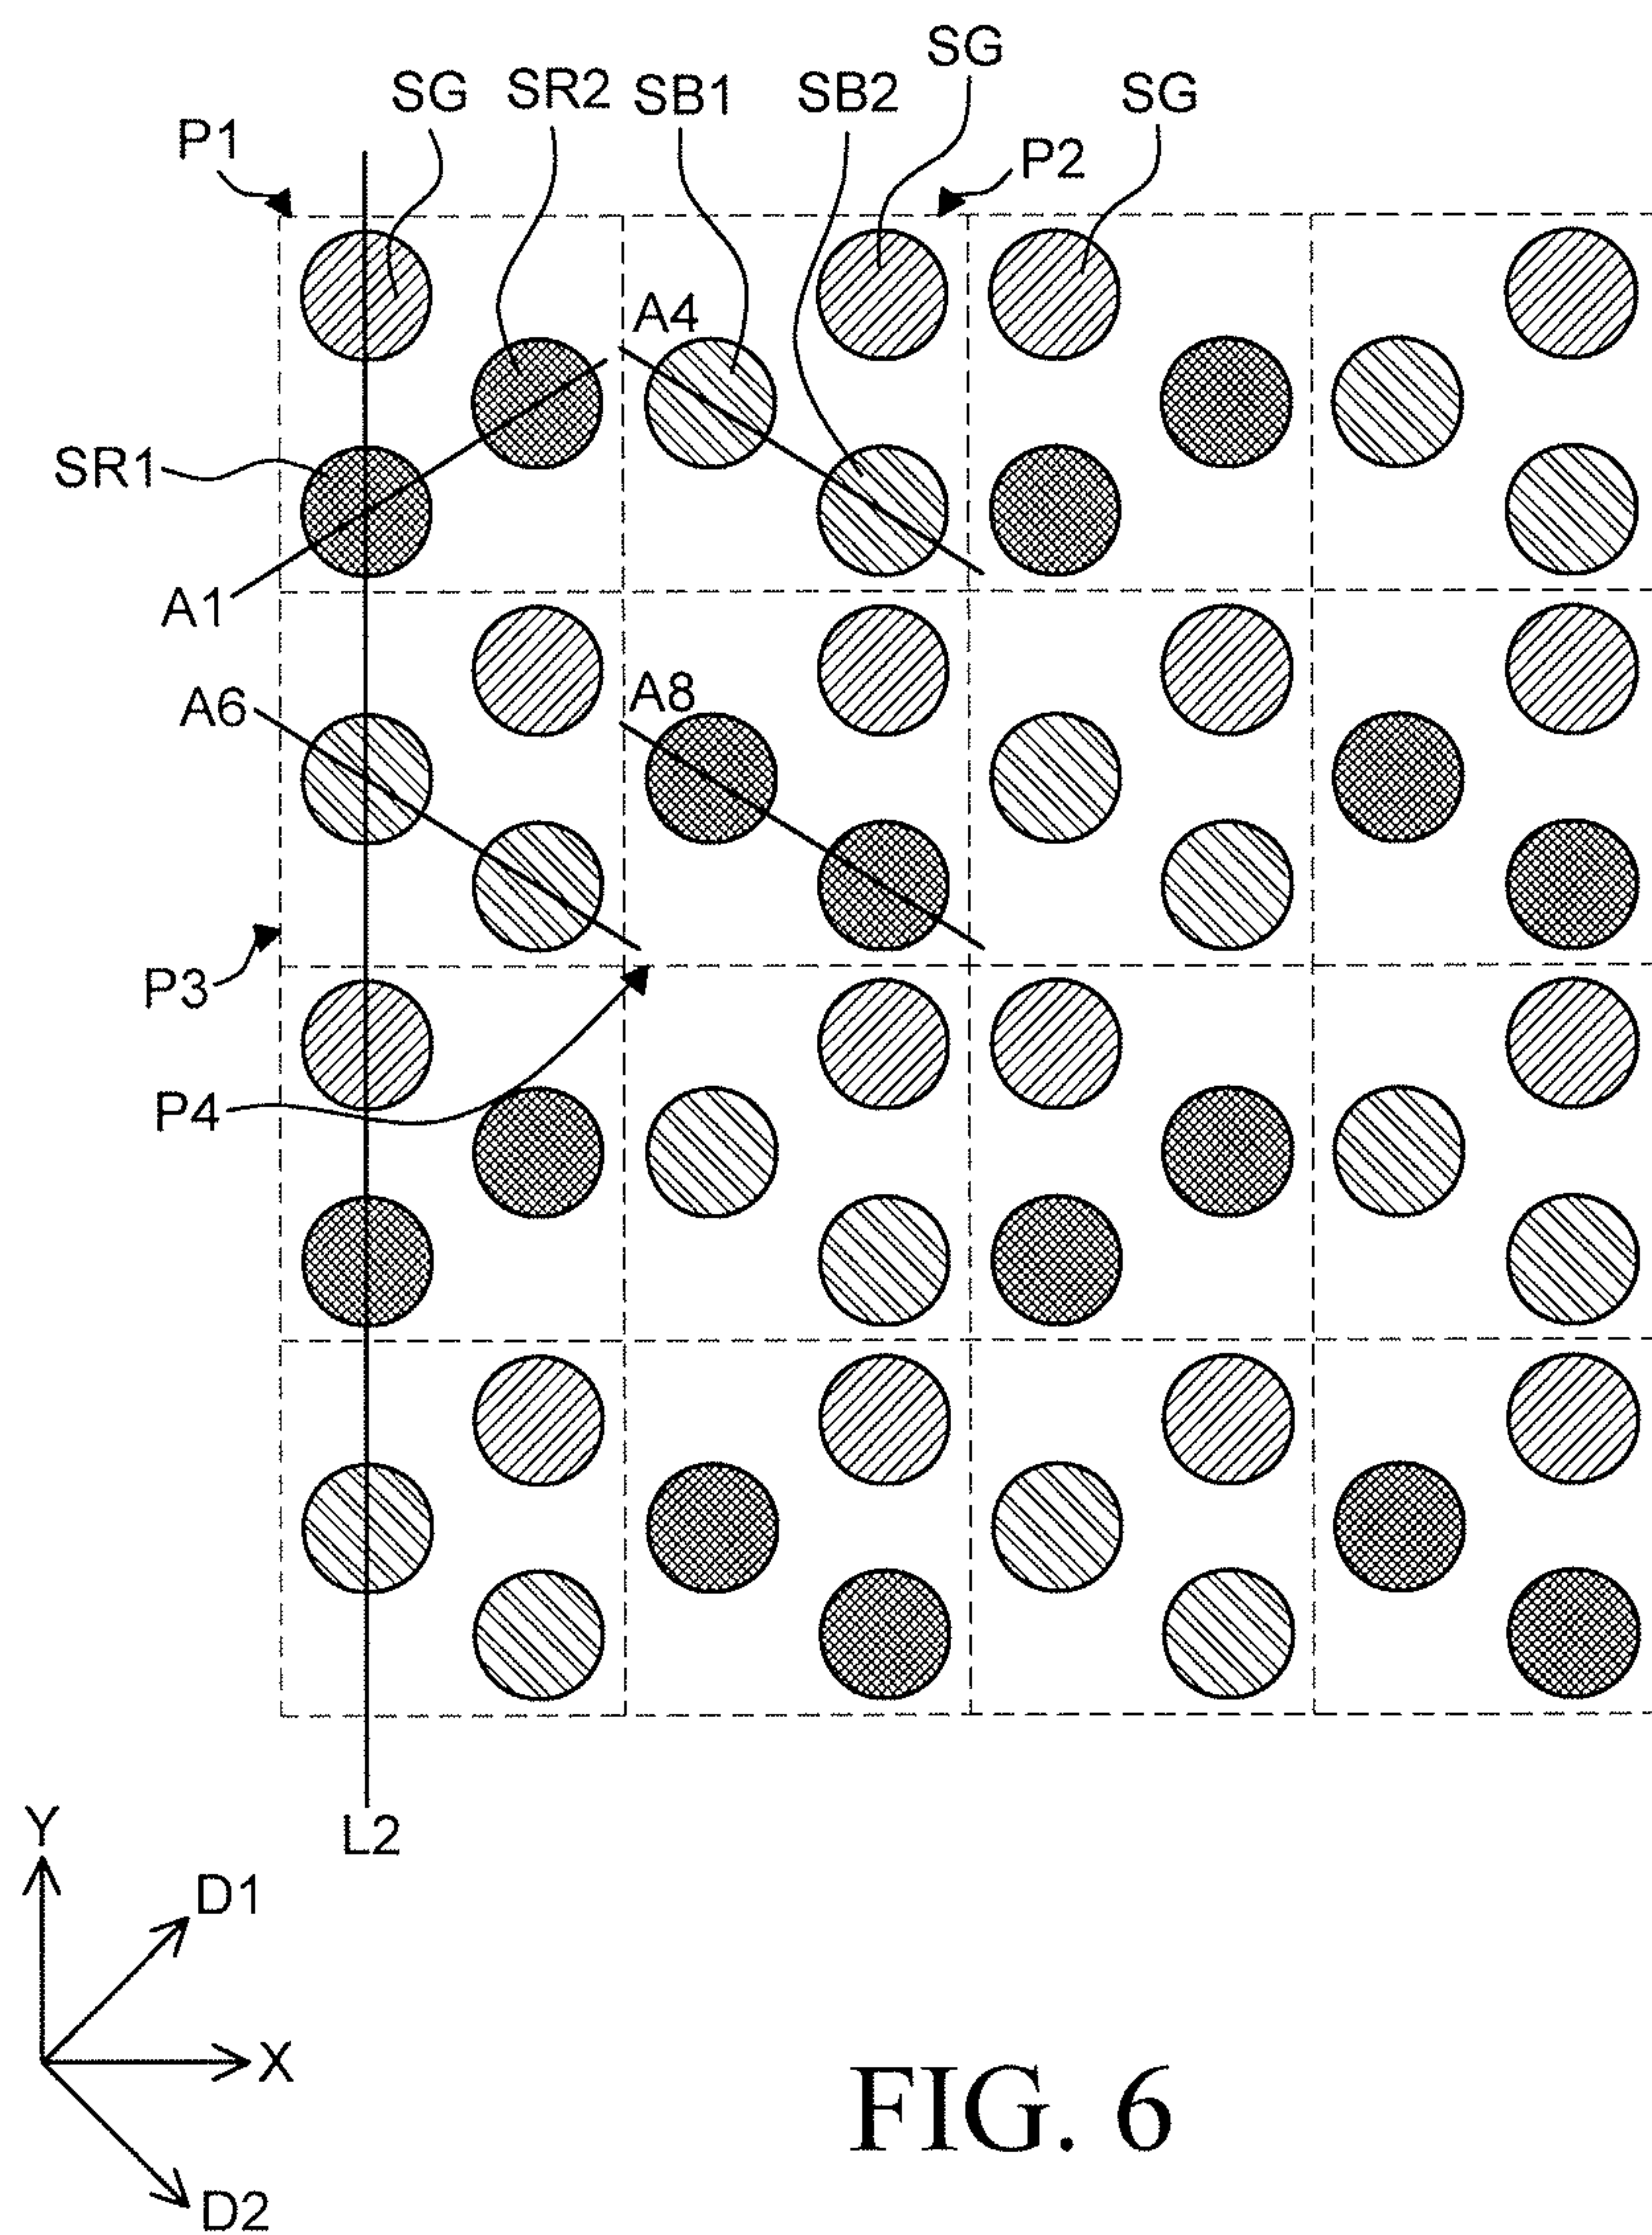 SG
SG SR2 SB1 SB2 SG
P1 P2
A4
SR1
A1
A6 A8
P3
P4
L2
Y
D1
X
D2
FIG. 6